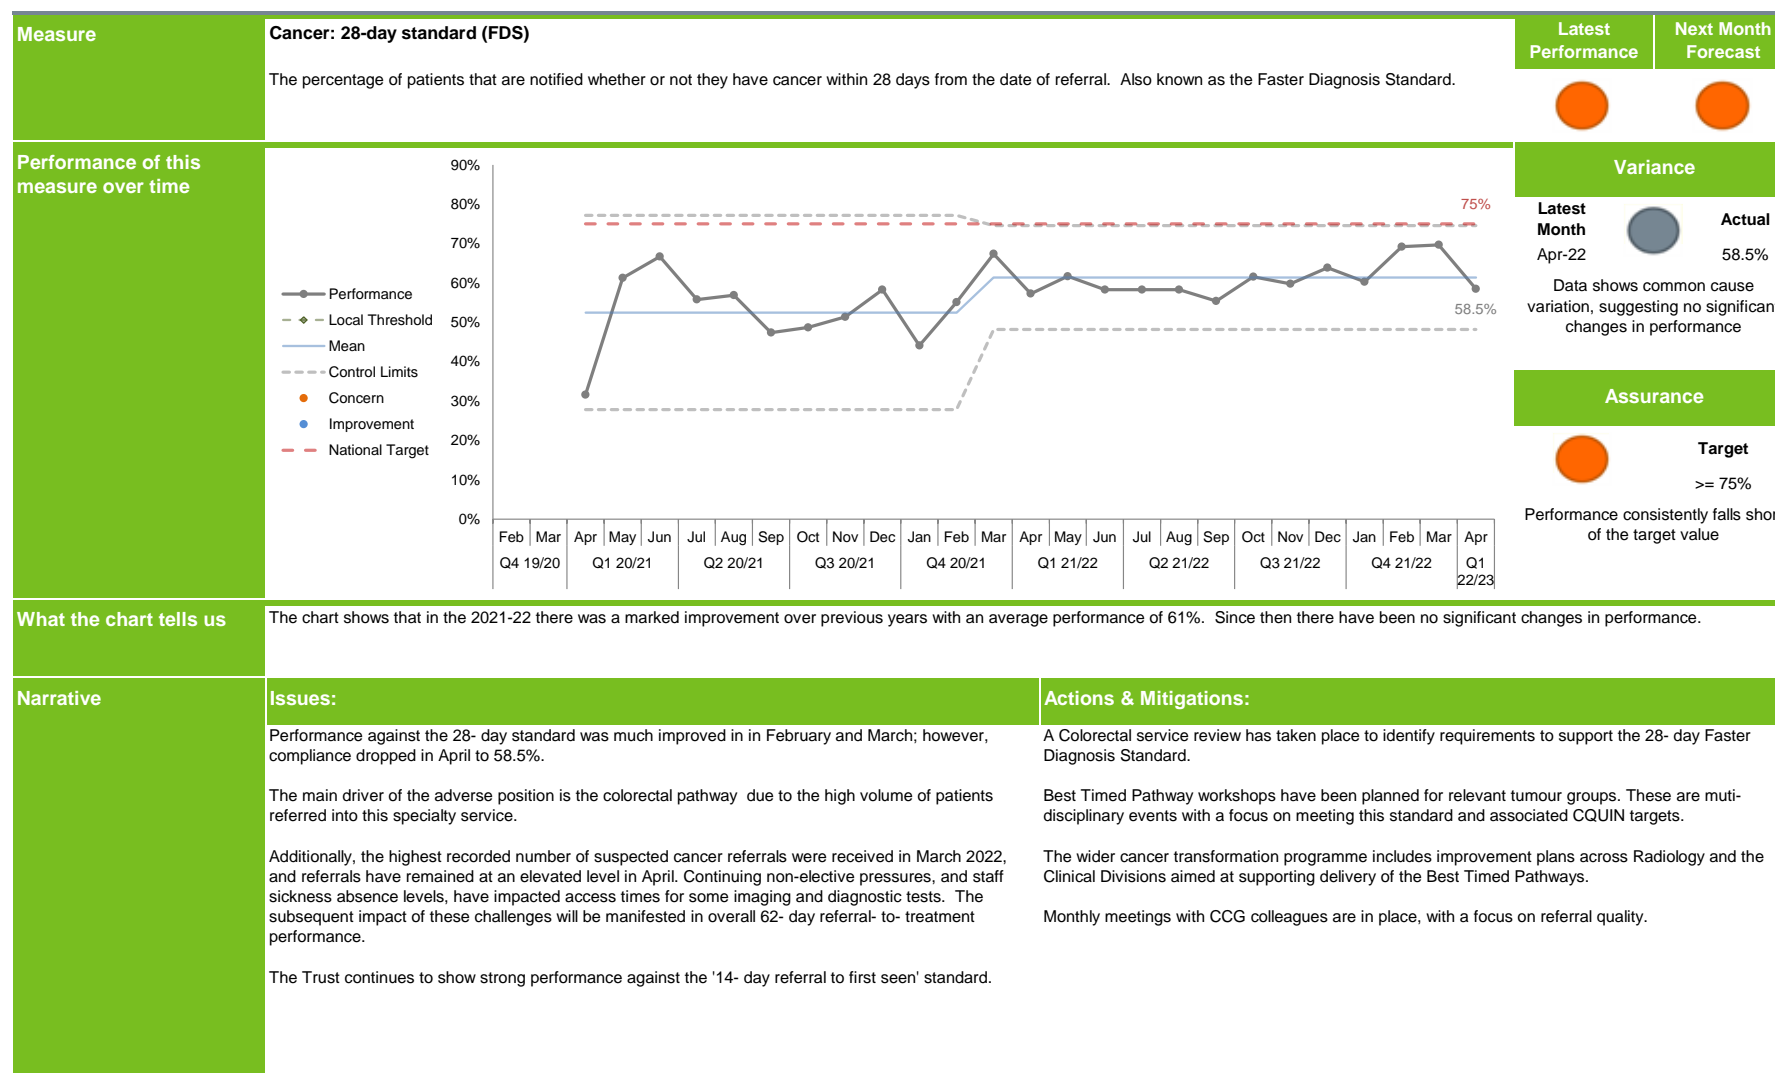 Measure
Cancer: 28-day standard (FDS)
The percentage of patients that are notified whether or not they have cancer within 28 days from the date of referral.  Also known as the Faster Diagnosis Standard.
Latest
Performance
Next Month
Forecast
Performance of this
measure over time
90%
80%
70%
60%
50%
40%
30%
20%
10%
0%
Performance
Local Threshold
Mean
Control Limits
Concern
Improvement
National Target
75%
58.5%
Feb Mar Apr May Jun Jul Aug Sep Oct Nov Dec Jan Feb Mar Apr May Jun Jul Aug Sep Oct Nov Dec Jan Feb Mar Apr
Q4 19/20 Q1 20/21 Q2 20/21 Q3 20/21 Q4 20/21 Q1 21/22 Q2 21/22 Q3 21/22 Q4 21/22 Q1
22/23
Variance
Latest
Month
Actual
Apr-22
58.5%
Data shows common cause
variation, suggesting no significan
changes in performance
Assurance
Target
>= 75%
Performance consistently falls shor
of the target value
What the chart tells us
The chart shows that in the 2021-22 there was a marked improvement over previous years with an average performance of 61%.  Since then there have been no significant changes in performance.
Narrative
Issues:
Performance against the 28- day standard was much improved in in February and March; however,
compliance dropped in April to 58.5%.
The main driver of the adverse position is the colorectal pathway  due to the high volume of patients
referred into this specialty service.
Additionally, the highest recorded number of suspected cancer referrals were received in March 2022,
and referrals have remained at an elevated level in April. Continuing non-elective pressures, and staff
sickness absence levels, have impacted access times for some imaging and diagnostic tests.  The
subsequent impact of these challenges will be manifested in overall 62- day referral- to- treatment
performance.
The Trust continues to show strong performance against the '14- day referral to first seen' standard.
Actions & Mitigations:
A Colorectal service review has taken place to identify requirements to support the 28- day Faster
Diagnosis Standard.
Best Timed Pathway workshops have been planned for relevant tumour groups. These are muti-
disciplinary events with a focus on meeting this standard and associated CQUIN targets.
The wider cancer transformation programme includes improvement plans across Radiology and the
Clinical Divisions aimed at supporting delivery of the Best Timed Pathways.
Monthly meetings with CCG colleagues are in place, with a focus on referral quality.